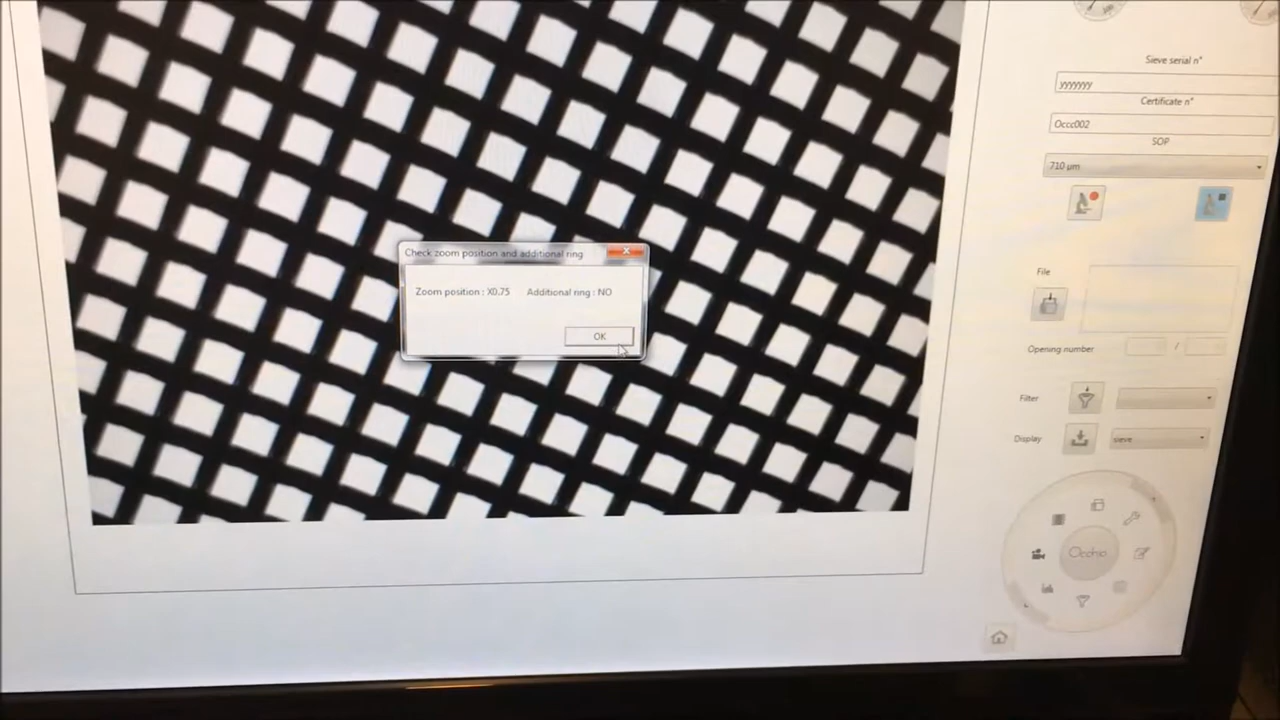 Sieve serial n°
yyyyyyy
Certificate n°
Occc002
SOP
710 µm
Check zoom position and additional ring
Zoom position : X0.75 Additional ring : NO
OK
File
Opening number /
Filter
Display sieve
Occhio